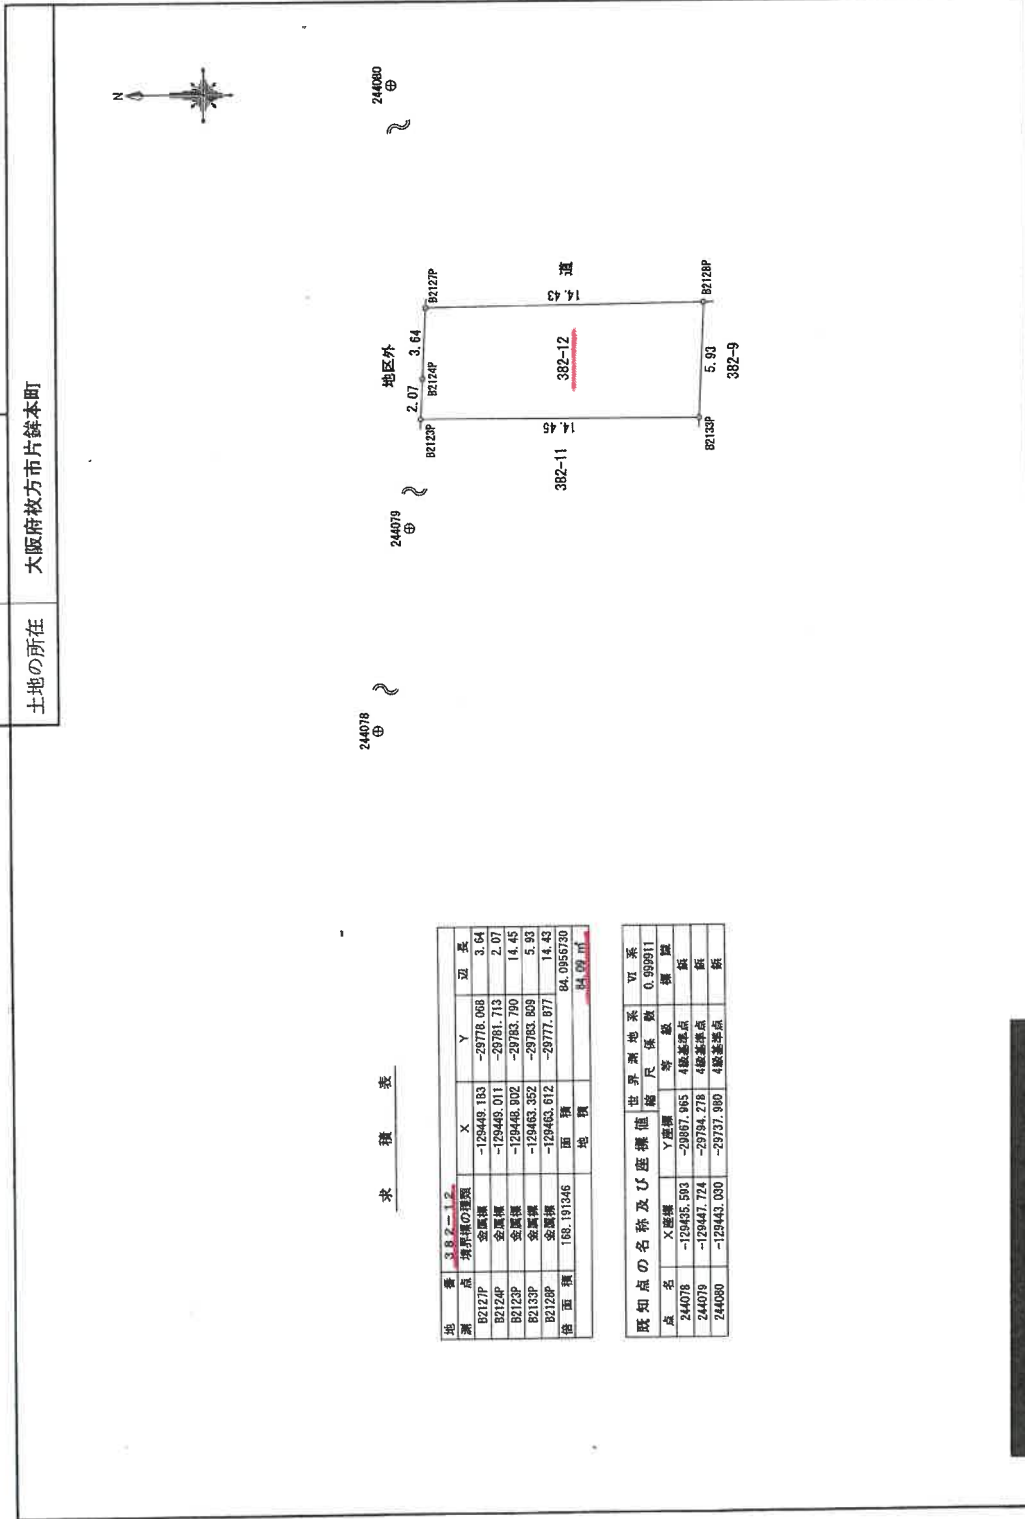 土地の所在 大阪府枚方市片鉾本町
N
244078
244079
244080
地区外
B2123P 2.07 B2124P 3.64 B2127P
382-11 14.45 382-12 14.43 道
B2133P 5.93 B2128P
382-9
求積表
地番 382-12
測点 境界標の種類 X Y 辺長
B2127P 金属標 -129449.183 -29778.068 3.64
B2124P 金属標 -129449.011 -29781.713 2.07
B2123P 金属標 -129448.902 -29783.790 14.45
B2133P 金属標 -129463.352 -29783.809 5.93
B2128P 金属標 -129463.612 -29777.877 14.43
倍面積 168.191346 面積 84.0956730
地積 84.09 ㎡
既知点の名称及び座標値 世界測地系 VI系
縮尺係数 0.999911
点名 X座標 Y座標 等級 標識
244078 -129435.593 -29867.965 4級基準点 鋲
244079 -129447.724 -29794.278 4級基準点 鋲
244080 -129443.030 -29737.980 4級基準点 鋲